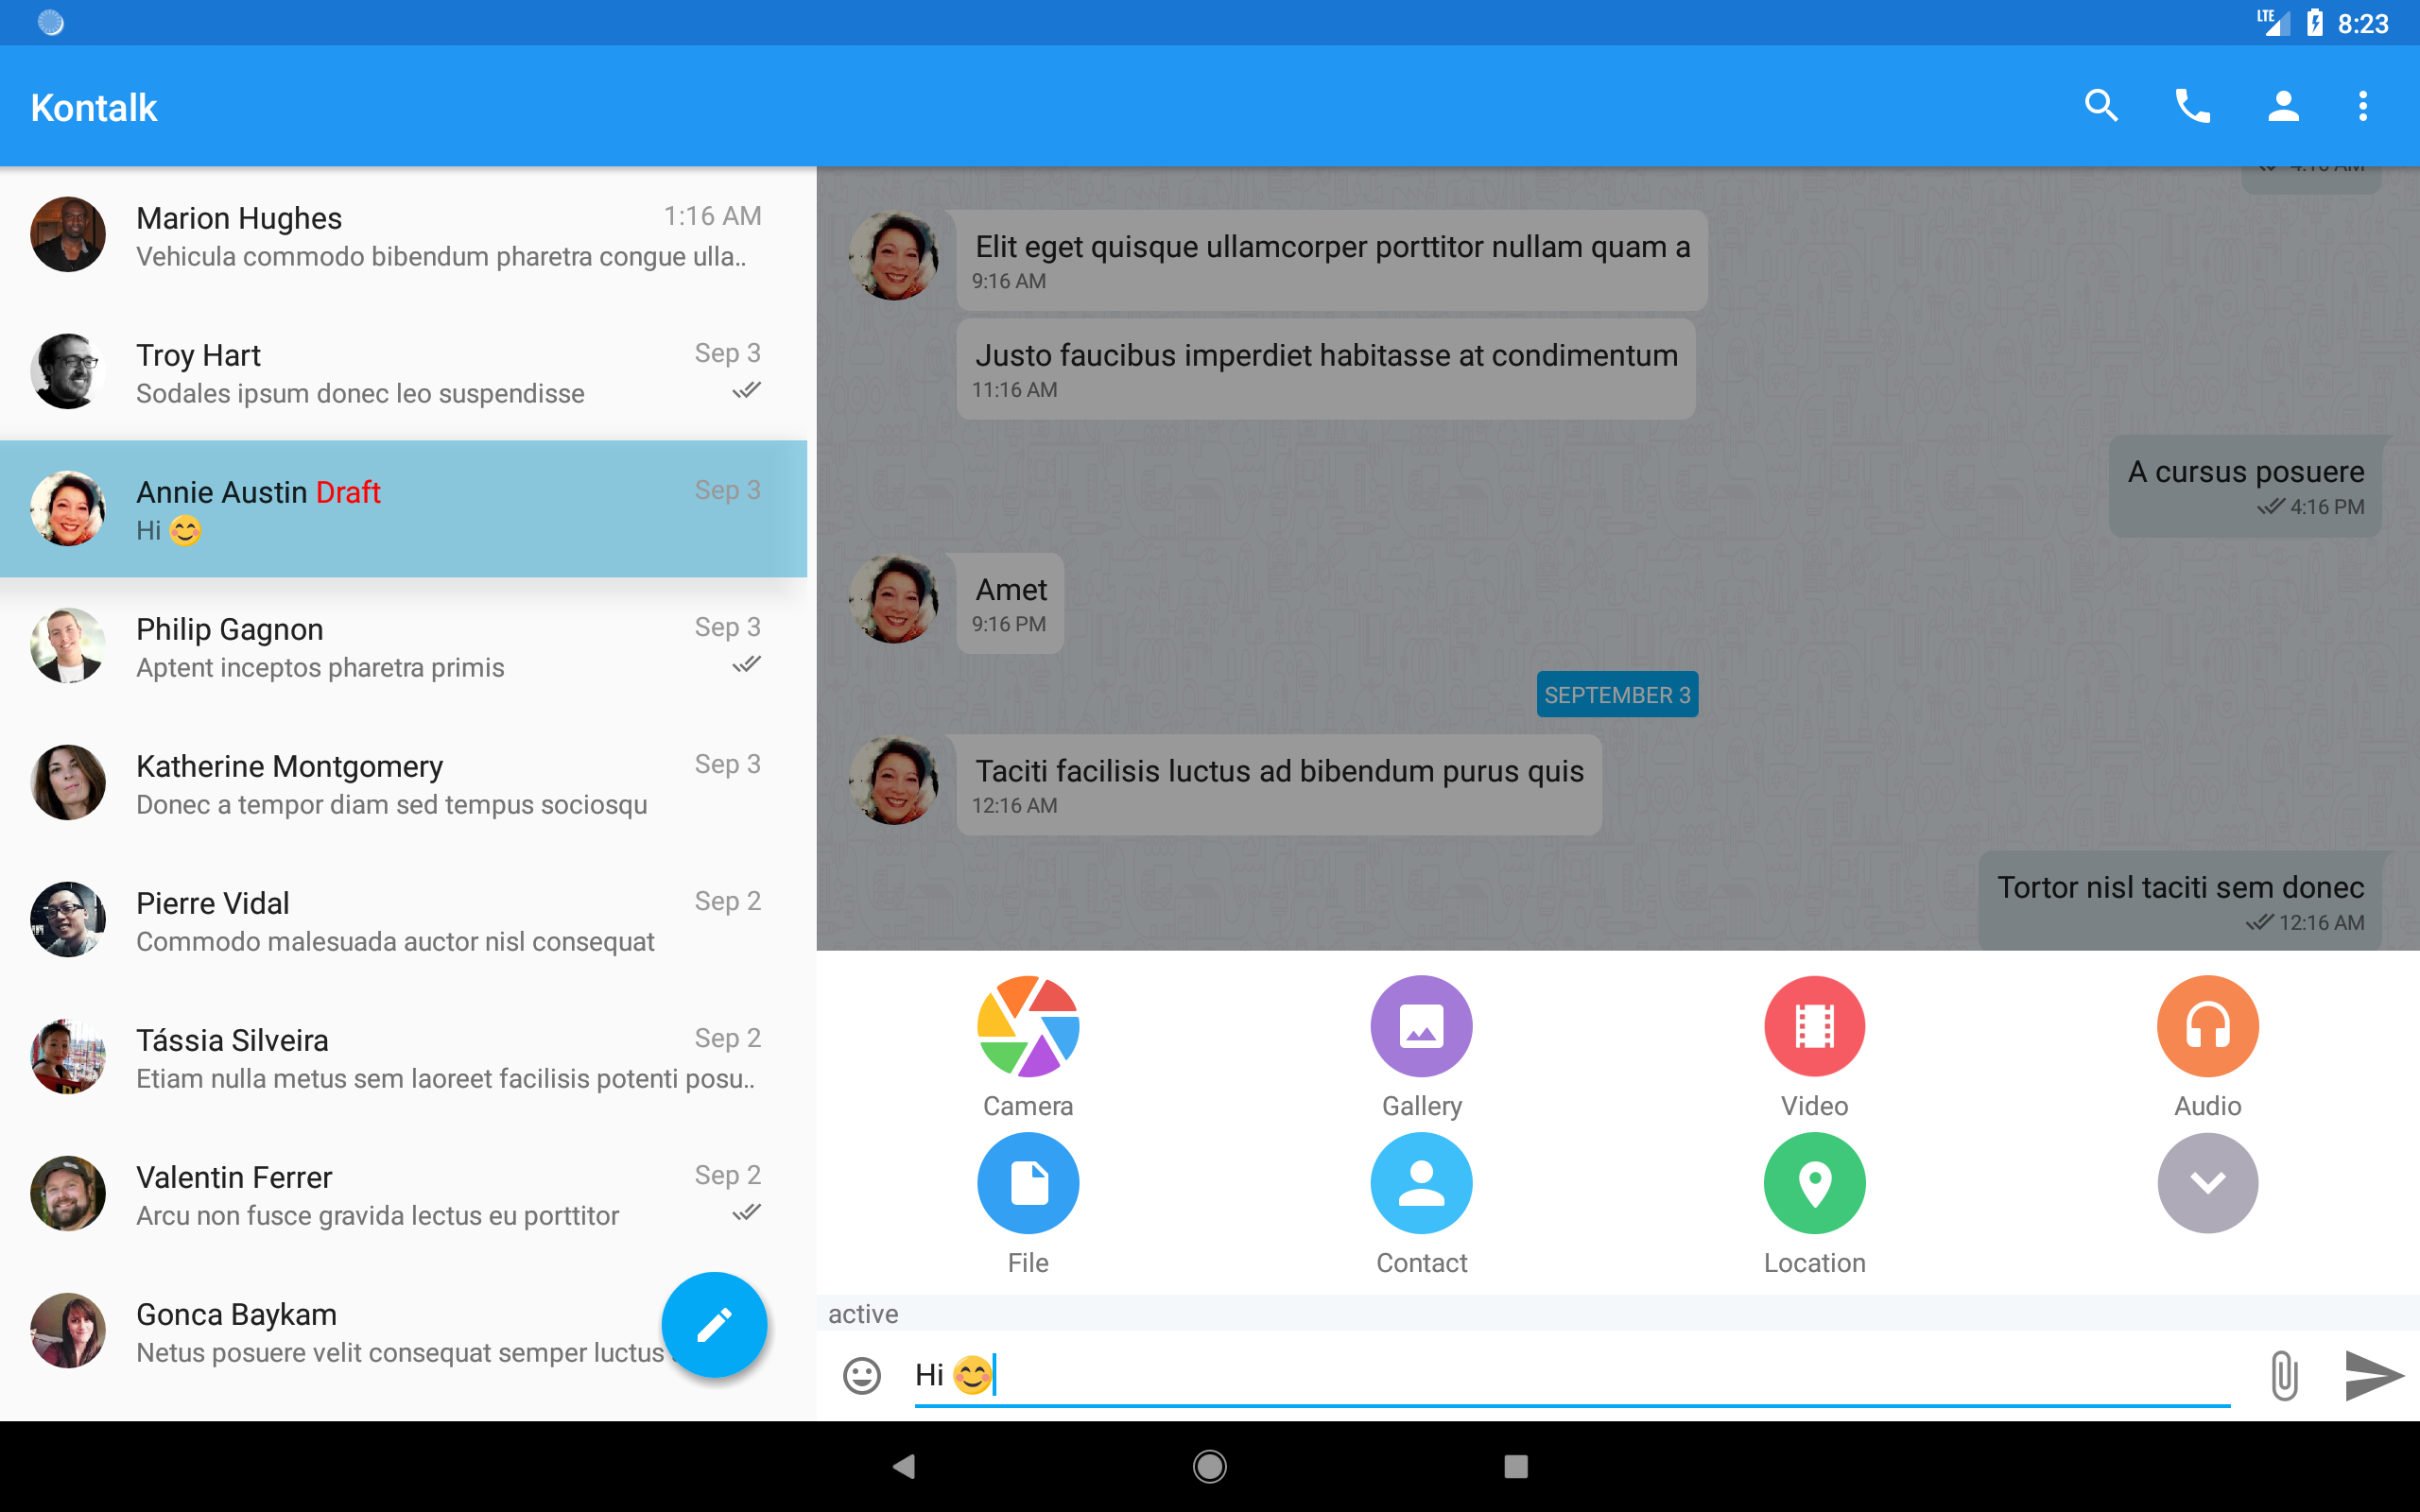 LTE 8:23
Kontalk
Marion Hughes 1:16 AM
Vehicula commodo bibendum pharetra congue ulla..
Troy Hart Sep 3
Sodales ipsum donec leo suspendisse
Annie Austin Draft Sep 3
Hi 😊
Philip Gagnon Sep 3
Aptent inceptos pharetra primis
Katherine Montgomery Sep 3
Donec a tempor diam sed tempus sociosqu
Pierre Vidal Sep 2
Commodo malesuada auctor nisl consequat
Tássia Silveira Sep 2
Etiam nulla metus sem laoreet facilisis potenti posu..
Valentin Ferrer Sep 2
Arcu non fusce gravida lectus eu porttitor
Gonca Baykam
Netus posuere velit consequat semper luctus
Elit eget quisque ullamcorper porttitor nullam quam a
9:16 AM
Justo faucibus imperdiet habitasse at condimentum
11:16 AM
A cursus posuere
4:16 PM
Amet
9:16 PM
SEPTEMBER 3
Taciti facilisis luctus ad bibendum purus quis
12:16 AM
Tortor nisl taciti sem donec
12:16 AM
Camera Gallery Video Audio
File Contact Location
active
Hi 😊